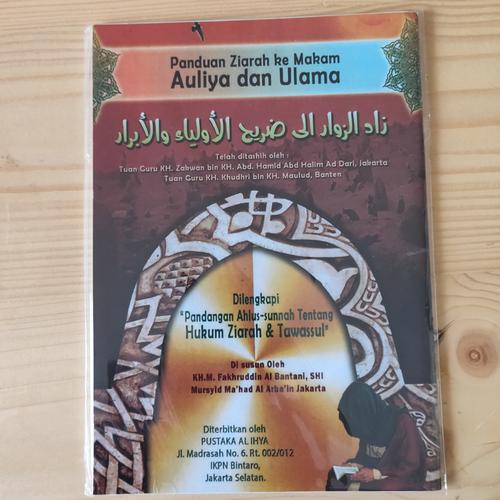 Panduan Ziarah ke Makam
Auliya dan Ulama
زاد الزوار الى ضريح الأولياء والأبرار
Telah ditashih oleh :
Tuan Guru KH. Zahwan bin KH. Abd. Hamid Abd Halim Ad Dari, Jakarta
Tuan Guru KH. Khudhri bin KH. Maulud, Banten
Dilengkapi
"Pandangan Ahlus-sunnah Tentang
Hukum Ziarah & Tawassul"
Di susun Oleh
KH.M. Fakhruddin Al Bantani, SHI
Mursyid Ma'had Al Arba'in Jakarta
Diterbitkan oleh
PUSTAKA AL IHYA
Jl. Madrasah No. 6. Rt. 002/012
IKPN Bintaro,
Jakarta Selatan.